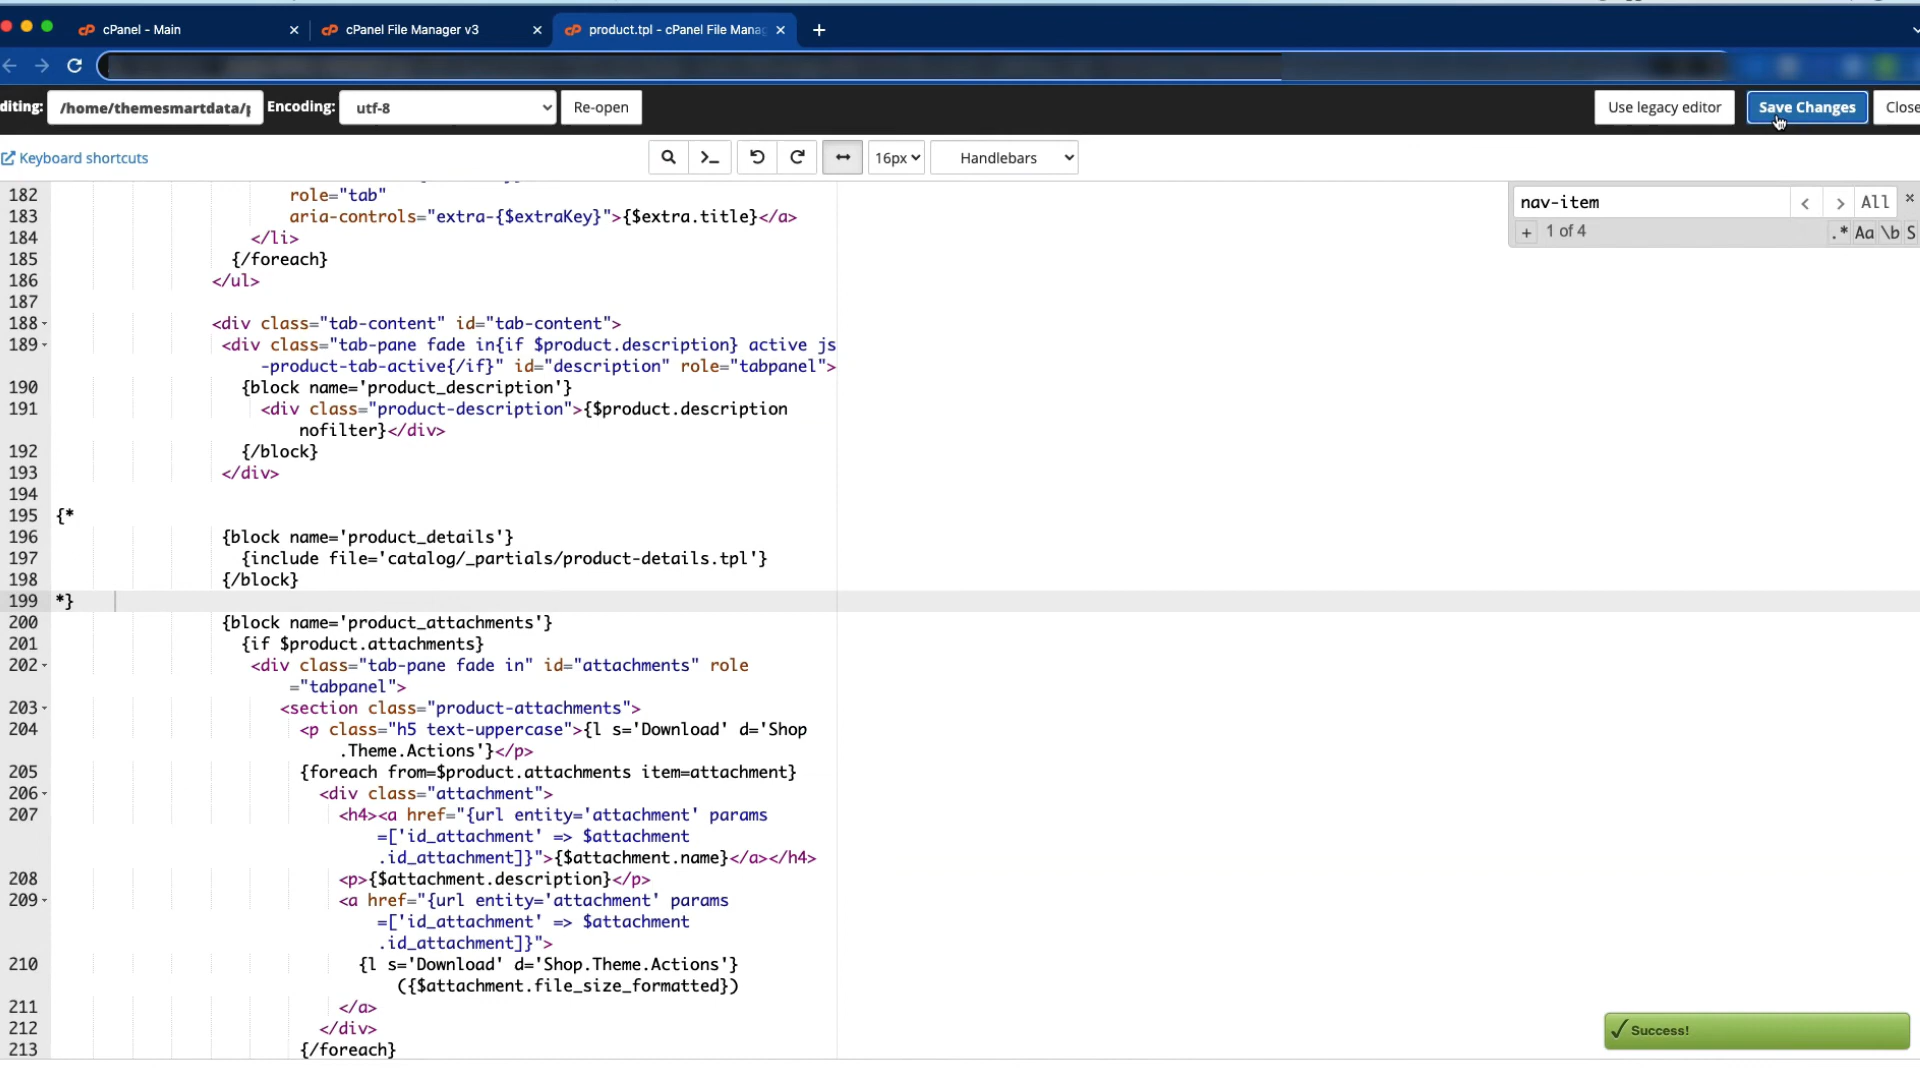 cPanel - Main
cPanel File Manager v3
product.tpl - cPanel File Mana
diting: /home/themesmartdata/p Encoding: utf-8 Re-open Use legacy editor Save Changes Close
Keyboard shortcuts >_ 16px Handlebars
nav-item All
+ 1 of 4 .* Aa \b S
182 role="tab"
183 aria-controls="extra-{$extraKey}">{$extra.title}</a>
184 </li>
185 {/foreach}
186 </ul>
187
188 <div class="tab-content" id="tab-content">
189 <div class="tab-pane fade in{if $product.description} active js
-product-tab-active{/if}" id="description" role="tabpanel">
190 {block name='product_description'}
191 <div class="product-description">{$product.description
nofilter}</div>
192 {/block}
193 </div>
194
195 {*
196 {block name='product_details'}
197 {include file='catalog/_partials/product-details.tpl'}
198 {/block}
199 *}
200 {block name='product_attachments'}
201 {if $product.attachments}
202 <div class="tab-pane fade in" id="attachments" role
="tabpanel">
203 <section class="product-attachments">
204 <p class="h5 text-uppercase">{l s='Download' d='Shop
.Theme.Actions'}</p>
205 {foreach from=$product.attachments item=attachment}
206 <div class="attachment">
207 <h4><a href="{url entity='attachment' params
=['id_attachment' => $attachment
.id_attachment]}">{$attachment.name}</a></h4>
208 <p>{$attachment.description}</p>
209 <a href="{url entity='attachment' params
=['id_attachment' => $attachment
.id_attachment]}">
210 {l s='Download' d='Shop.Theme.Actions'}
({$attachment.file_size_formatted})
211 </a>
212 </div>
213 {/foreach}
Success!